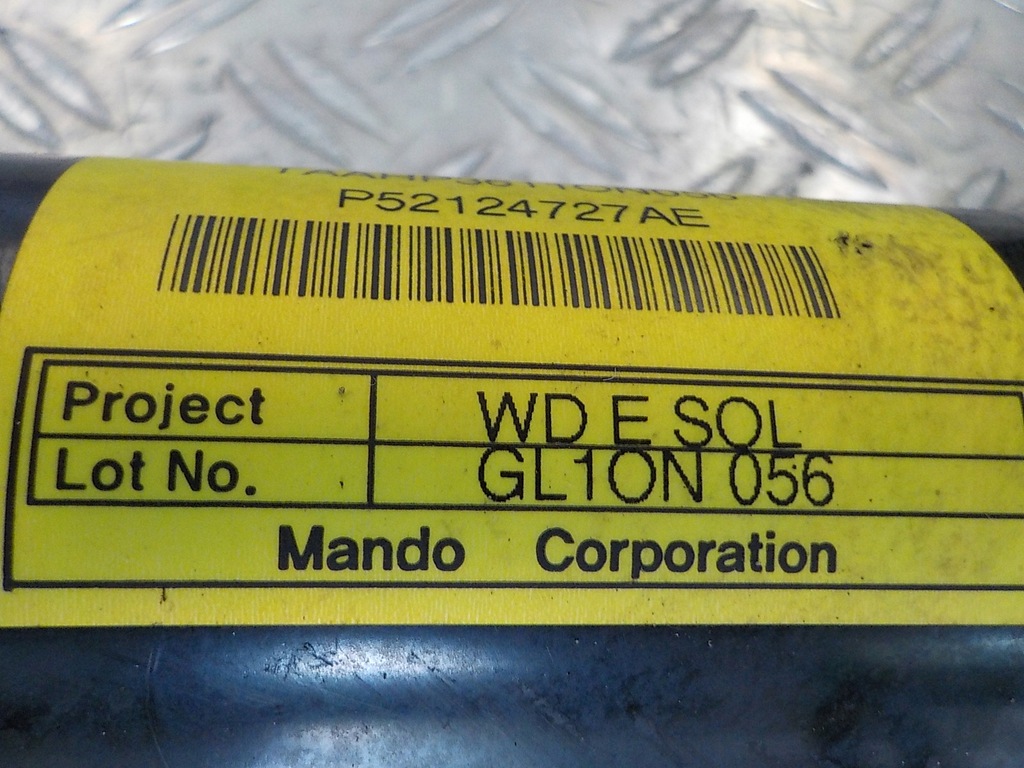 P52124727AE
Project WD E SOL
Lot No. GL1ON 056
Mando Corporation